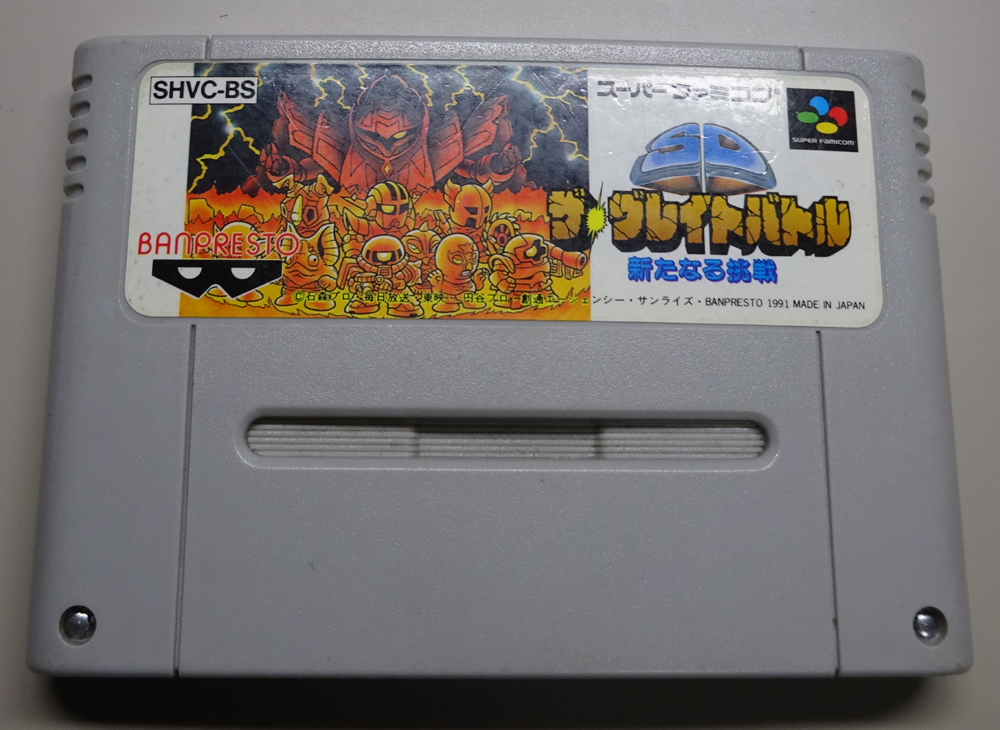 SHVC-BS
スーパーファミコン
SUPER FAMICOM
SD
ザ・グレイトバトル
新たなる挑戦
BANPRESTO
©石森プロ・毎日放送・東映・ 円谷プロ・創通エージェンシー・サンライズ・BANPRESTO 1991 MADE IN JAPAN